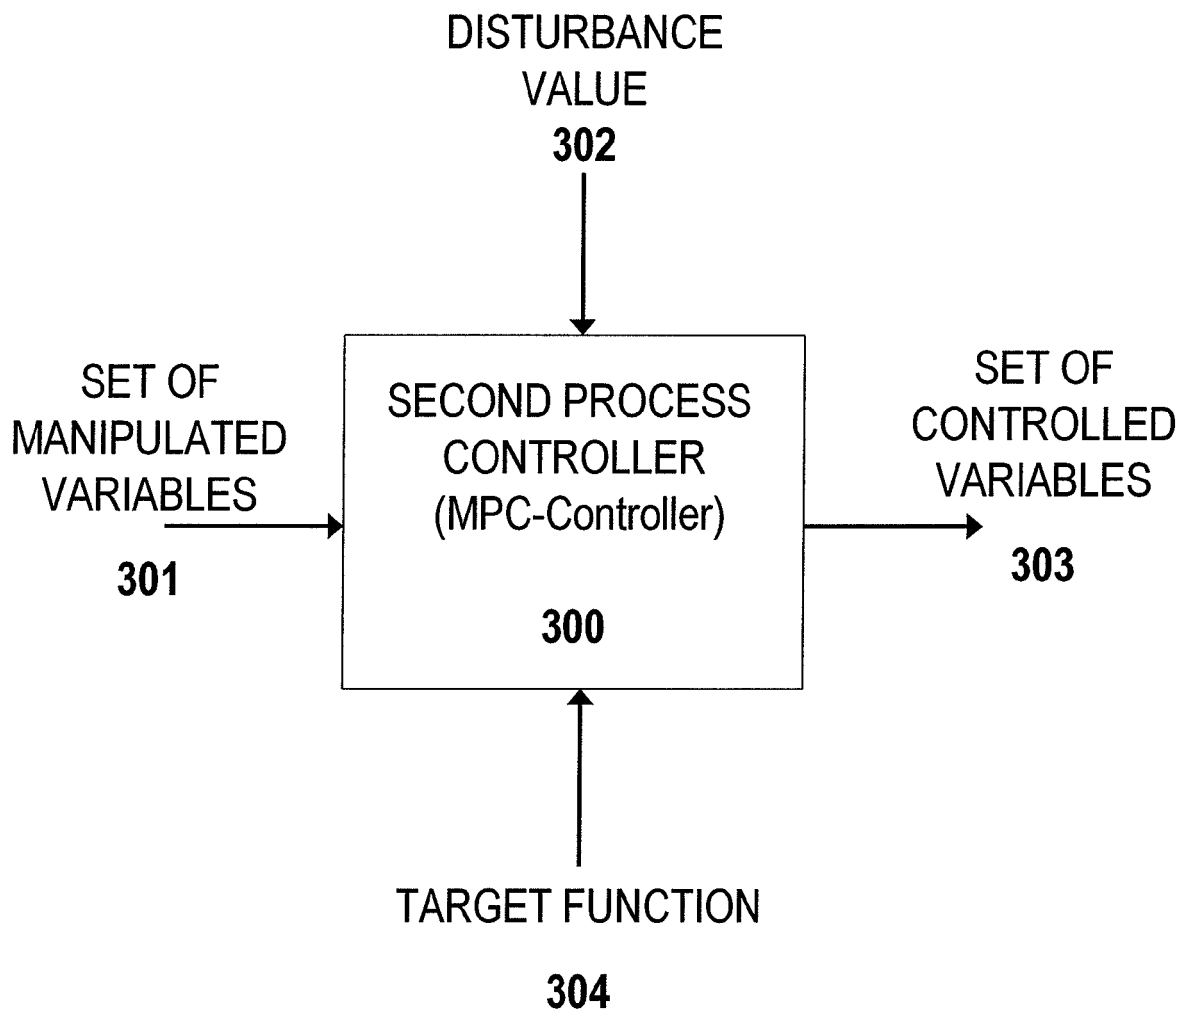 DISTURBANCE
VALUE
302
SET OF
MANIPULATED
VARIABLES
301
SECOND PROCESS
CONTROLLER
(MPC-Controller)
300
SET OF
CONTROLLED
VARIABLES
303
TARGET FUNCTION
304